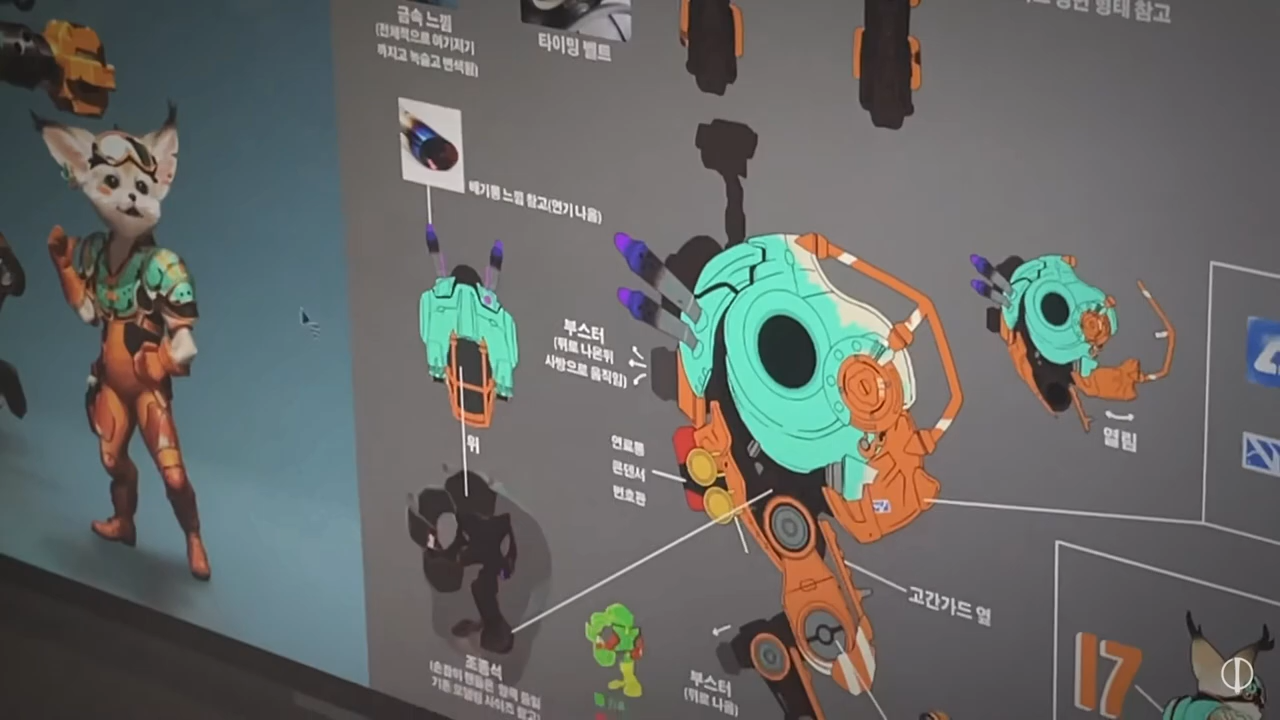 금속 느낌
(전체적으로 여기저기
까지고 녹슬고 변색됨)
타이밍 벨트
정면 형태 참고
배기통 느낌 참고(연기 나옴)
부스터
(뒤로 나온뒤
사방으로 움직임)
위
연료통
콘덴서
번호판
열림
고간가드 옆
조종석
부스터
(뒤로 나옴)
17